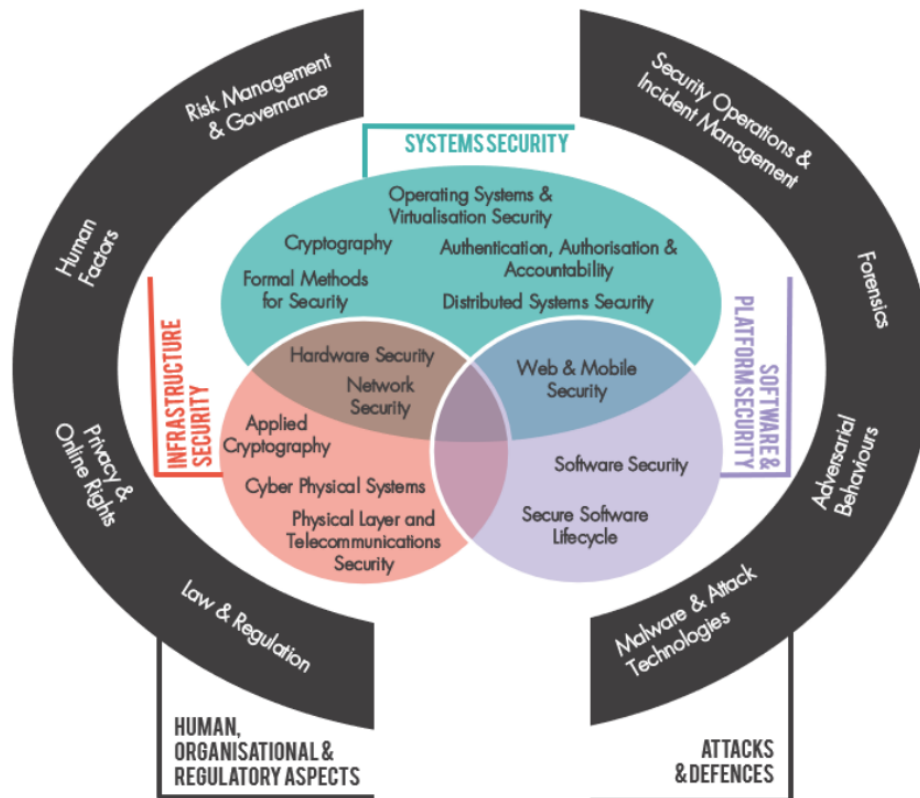 Risk Management
& Governance
Human
Factors
Privacy &
Online Rights
Law & Regulation
HUMAN,
ORGANISATIONAL &
REGULATORY ASPECTS
SYSTEMS SECURITY
Operating Systems &
Virtualisation Security
Cryptography
Authentication, Authorisation &
Accountability
Formal Methods
for Security
Distributed Systems Security
INFRASTRUCTURE
SECURITY
Hardware Security
Network
Security
Applied
Cryptography
Cyber Physical Systems
Physical Layer and
Telecommunications
Security
Web & Mobile
Security
Software Security
Secure Software
Lifecycle
SOFTWARE &
PLATFORM SECURITY
Security Operations &
Incident Management
Forensics
Adversarial
Behaviours
Malware & Attack
Technologies
ATTACKS
& DEFENCES